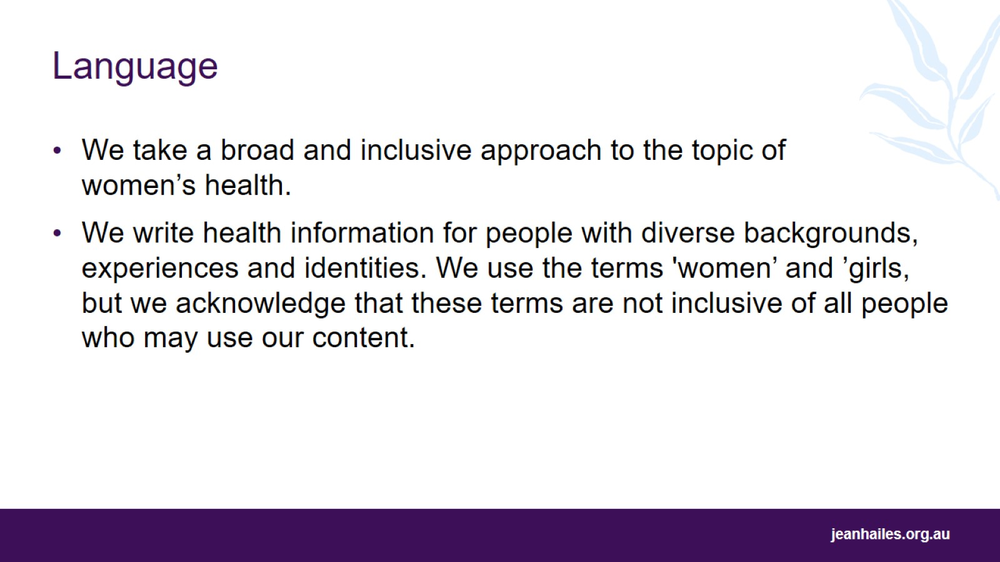 Language
• We take a broad and inclusive approach to the topic of
women’s health.
• We write health information for people with diverse backgrounds,
experiences and identities. We use the terms 'women’ and ’girls,
but we acknowledge that these terms are not inclusive of all people
who may use our content.
jeanhailes.org.au